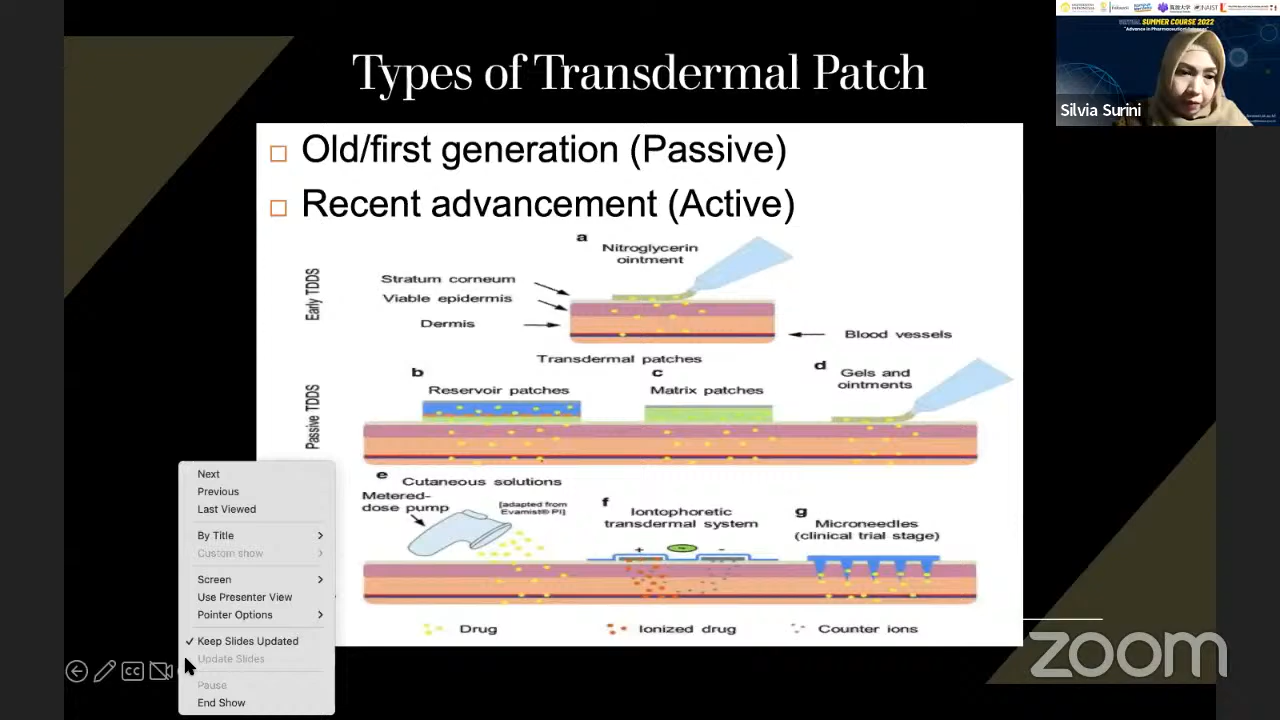 Types of Transdermal Patch
Old/first generation (Passive)
Recent advancement (Active)
a
Nitroglycerin
ointment
Early TDDS
Stratum corneum
Viable epidermis
Dermis
Blood vessels
Transdermal patches
Passive TDDS
b
Reservoir patches
c
Matrix patches
d
Gels and
ointments
e
Cutaneous solutions
Metered-
dose pump
[adapted from
Evamist® PI]
f
Iontophoretic
transdermal system
+
-
g
Microneedles
(clinical trial stage)
Drug
Ionized drug
Counter ions
Next
Previous
Last Viewed
By Title
Custom show
Screen
Use Presenter View
Pointer Options
Keep Slides Updated
Update Slides
Pause
End Show
CC
zoom
VIRTUAL SUMMER COURSE 2022
Silvia Surini